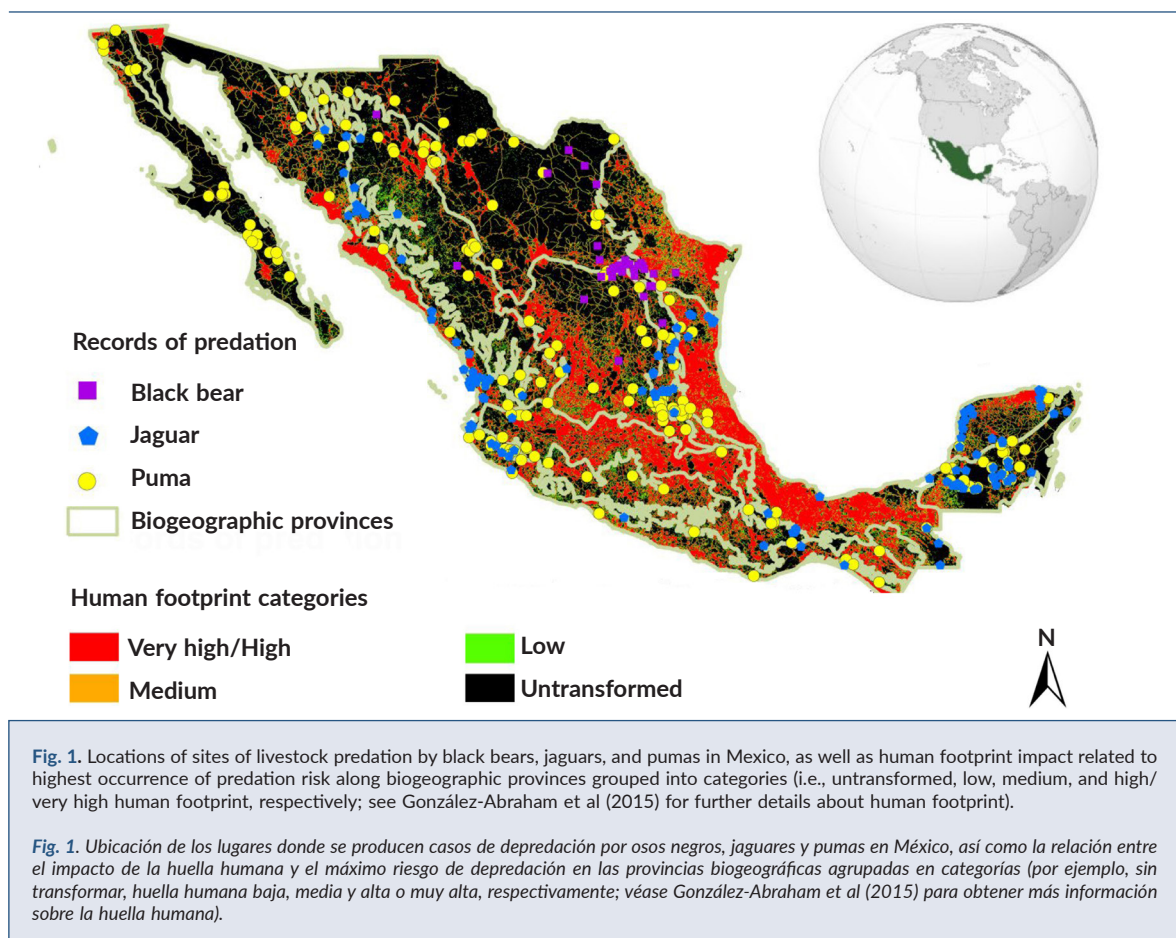 Records of predation
Black bear
Jaguar
Puma
Biogeographic provinces
Human footprint categories
Very high/High
Medium
Low
Untransformed
N
Fig. 1. Locations of sites of livestock predation by black bears, jaguars, and pumas in Mexico, as well as human footprint impact related to
highest occurrence of predation risk along biogeographic provinces grouped into categories (i.e., untransformed, low, medium, and high/
very high human footprint, respectively; see González-Abraham et al (2015) for further details about human footprint).
Fig. 1. Ubicación de los lugares donde se producen casos de depredación por osos negros, jaguares y pumas en México, así como la relación entre
el impacto de la huella humana y el máximo riesgo de depredación en las provincias biogeográficas agrupadas en categorías (por ejemplo, sin
transformar, huella humana baja, media y alta o muy alta, respectivamente; véase González-Abraham et al (2015) para obtener más información
sobre la huella humana).